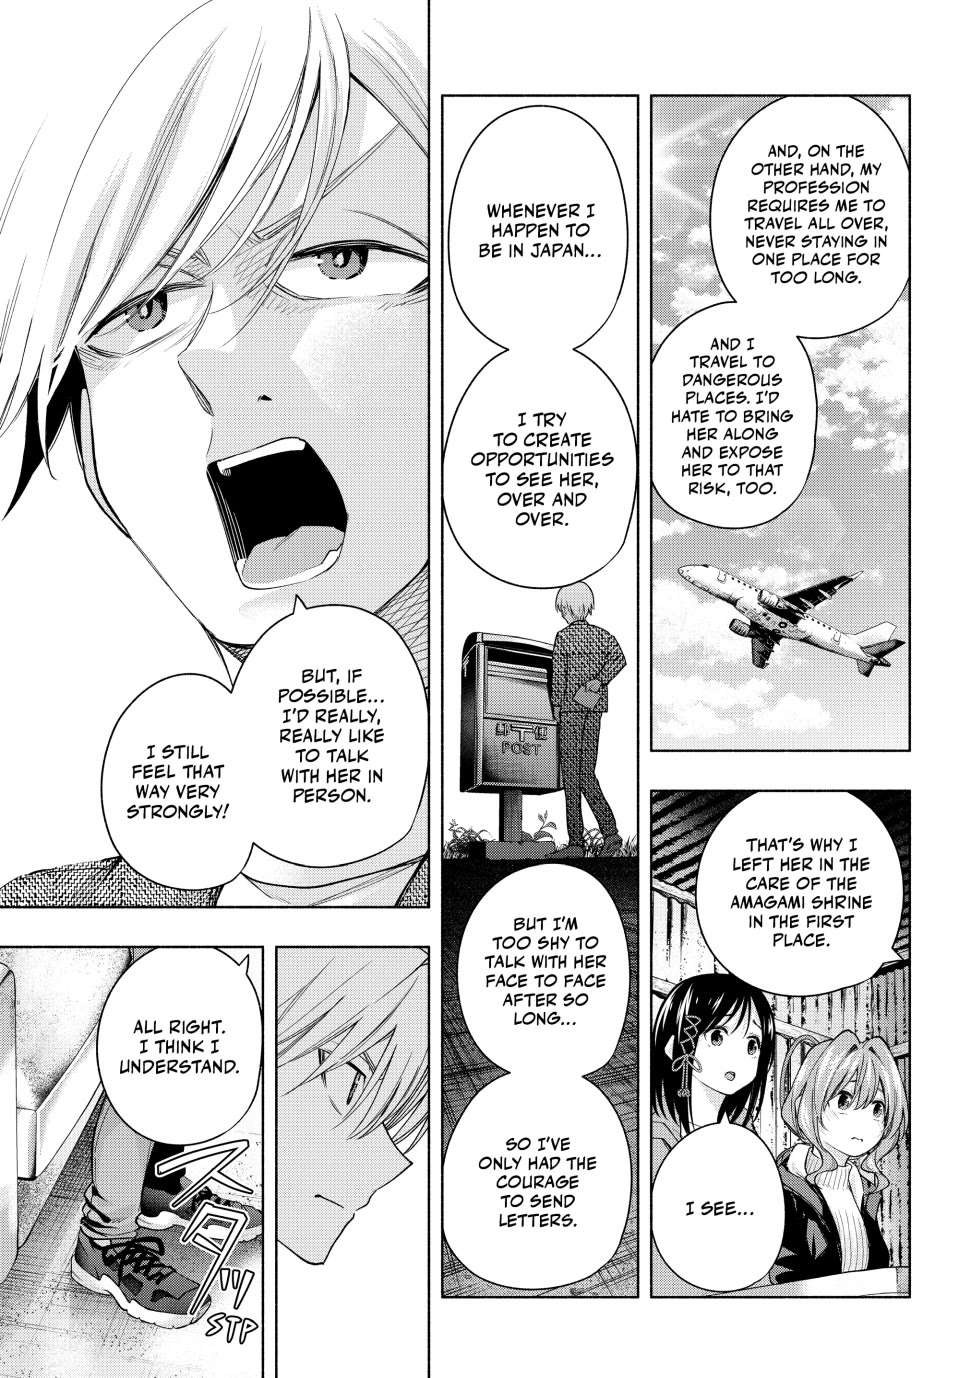 AND, ON THE
OTHER HAND, MY
PROFESSION
REQUIRES ME TO
TRAVEL ALL OVER,
NEVER STAYING IN
ONE PLACE FOR
TOO LONG.
AND I
TRAVEL TO
DANGEROUS
PLACES. I'D
HATE TO BRING
HER ALONG
AND EXPOSE
HER TO THAT
RISK, TOO.
THAT'S WHY I
LEFT HER IN THE
CARE OF THE
AMAGAMI SHRINE
IN THE FIRST
PLACE.
I SEE...
WHENEVER I
HAPPEN TO
BE IN JAPAN...
I TRY
TO CREATE
OPPORTUNITIES
TO SEE HER,
OVER AND
OVER.
POST
BUT I'M
TOO SHY TO
TALK WITH HER
FACE TO FACE
AFTER SO
LONG...
SO I'VE
ONLY HAD THE
COURAGE
TO SEND
LETTERS.
BUT, IF
POSSIBLE...
I'D REALLY,
REALLY LIKE
TO TALK
WITH HER IN
PERSON.
I STILL
FEEL THAT
WAY VERY
STRONGLY!
ALL RIGHT.
I THINK I
UNDERSTAND.
スタッ
STP